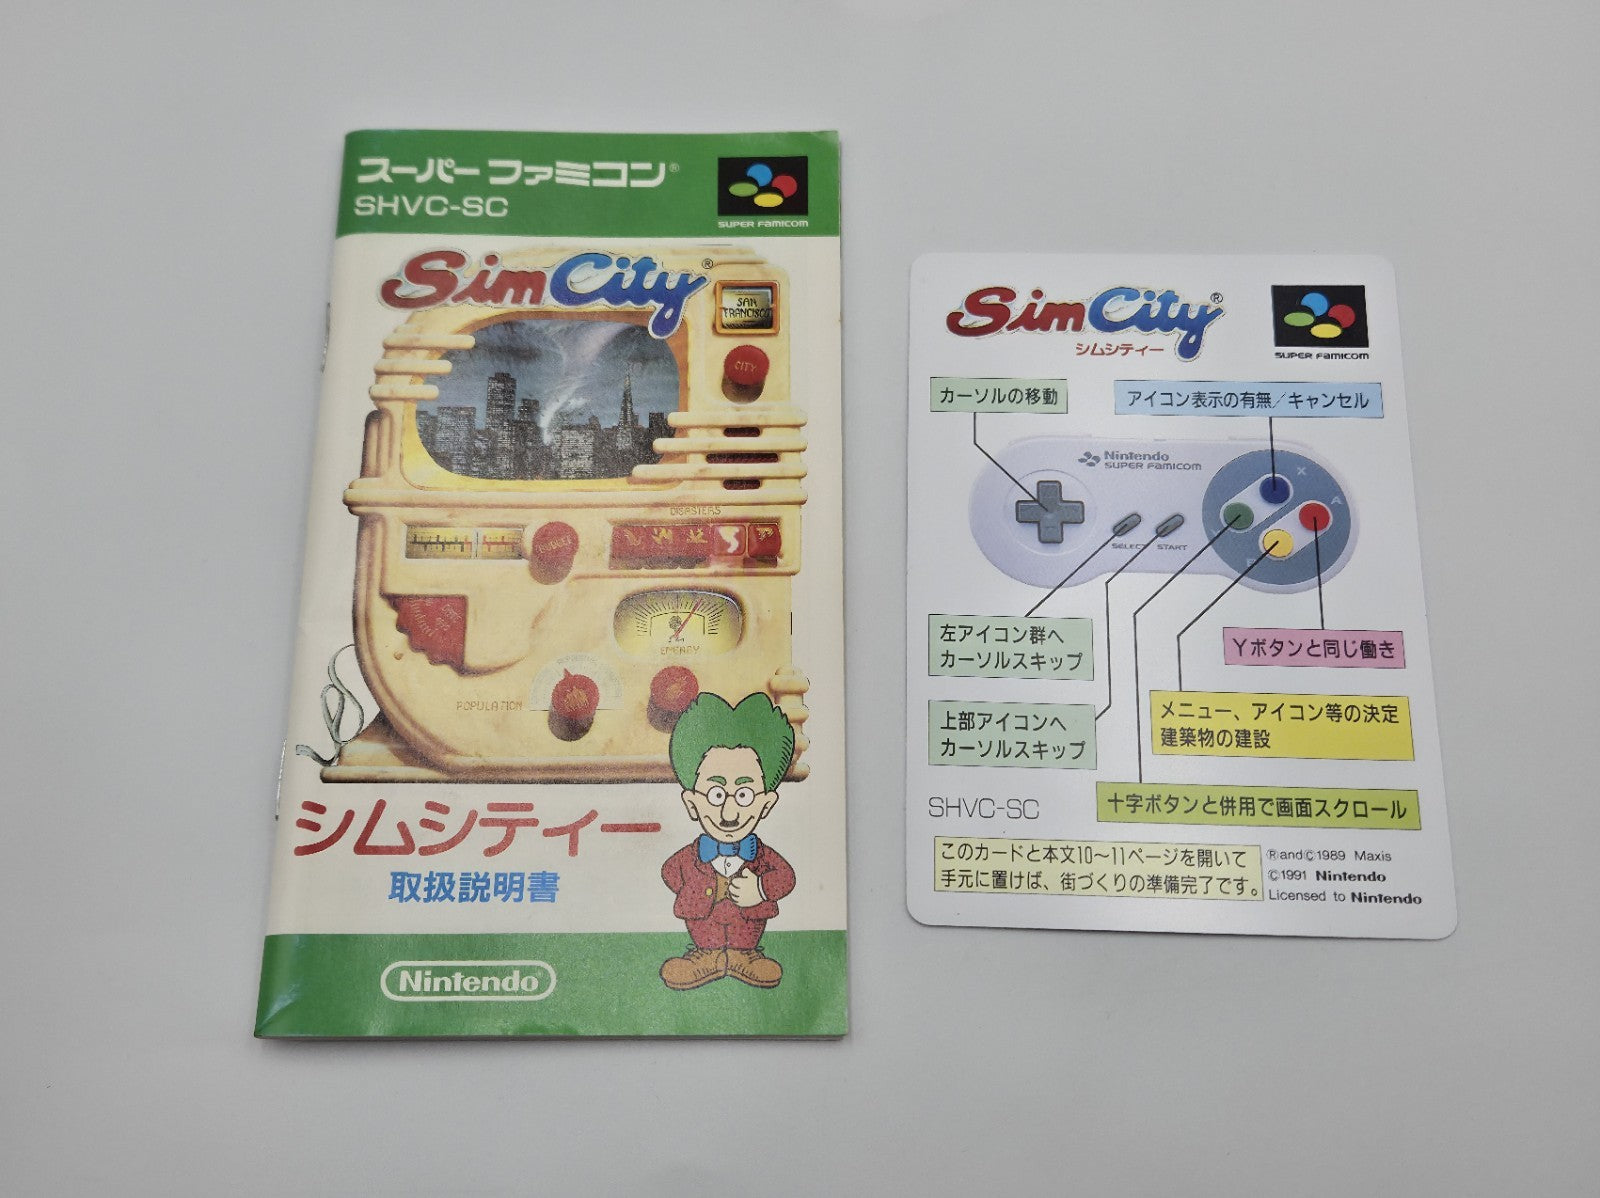 スーパーファミコン®
SHVC-SC
SUPER FAMICOM
SimCity®
SAN
FRANCISCO
CITY
DISASTERS
BUDGET
ENERGY
POPULATION
シムシティー
取扱説明書
Nintendo®
SimCity®
シムシティー
SUPER FAMICOM
カーソルの移動
アイコン表示の有無/キャンセル
Nintendo
SUPER FAMICOM
X
A
SELECT
START
左アイコン群へ
カーソルスキップ
Yボタンと同じ働き
上部アイコンへ
カーソルスキップ
メニュー、アイコン等の決定
建築物の建設
十字ボタンと併用で画面スクロール
SHVC-SC
このカードと本文10〜11ページを開いて
手元に置けば、街づくりの準備完了です。
®and©1989 Maxis
©1991 Nintendo
Licensed to Nintendo